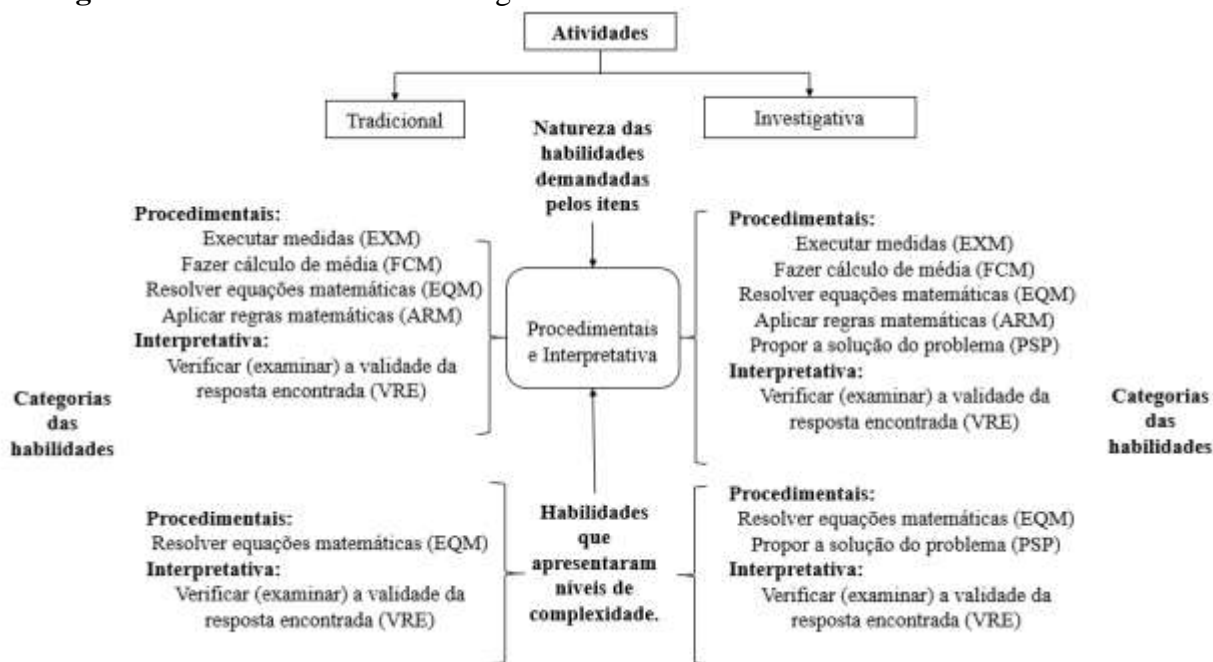 Atividades
Tradicional
Investigativa
Natureza das
habilidades
demandadas
pelos itens
Procedimentais:
Executar medidas (EXM)
Fazer cálculo de média (FCM)
Resolver equações matemáticas (EQM)
Aplicar regras matemáticas (ARM)
Interpretativa:
Verificar (examinar) a validade da
resposta encontrada (VRE)
Procedimentais
e Interpretativa
Procedimentais:
Executar medidas (EXM)
Fazer cálculo de média (FCM)
Resolver equações matemáticas (EQM)
Aplicar regras matemáticas (ARM)
Propor a solução do problema (PSP)
Interpretativa:
Verificar (examinar) a validade da
resposta encontrada (VRE)
Categorias
das
habilidades
Categorias
das
habilidades
Procedimentais:
Resolver equações matemáticas (EQM)
Interpretativa:
Verificar (examinar) a validade da
resposta encontrada (VRE)
Habilidades
que
apresentaram
níveis de
complexidade.
Procedimentais:
Resolver equações matemáticas (EQM)
Propor a solução do problema (PSP)
Interpretativa:
Verificar (examinar) a validade da
resposta encontrada (VRE)